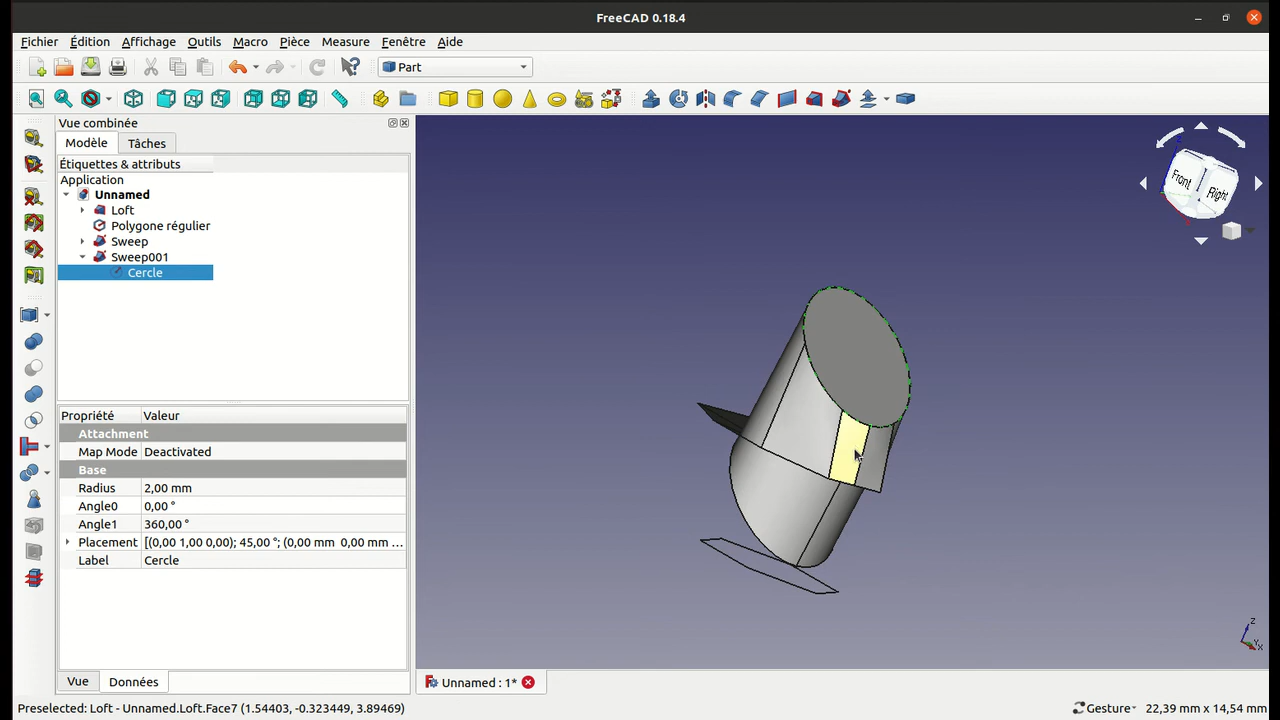 FreeCAD 0.18.4
Fichier Édition Affichage Outils Macro Pièce Measure Fenêtre Aide
Part
Vue combinée
Modèle Tâches
Étiquettes & attributs
Application
Unnamed
Loft
Polygone régulier
Sweep
Sweep001
Cercle
Front Right
Propriété Valeur
Attachment
Map Mode Deactivated
Base
Radius 2,00 mm
Angle0 0,00 °
Angle1 360,00 °
Placement [(0,00 1,00 0,00); 45,00 °; (0,00 mm 0,00 mm ...
Label Cercle
Z
Y X
Vue Données
Unnamed : 1*
Preselected: Loft - Unnamed.Loft.Face7 (1.54403, -0.323449, 3.89469)
Gesture 22,39 mm x 14,54 mm